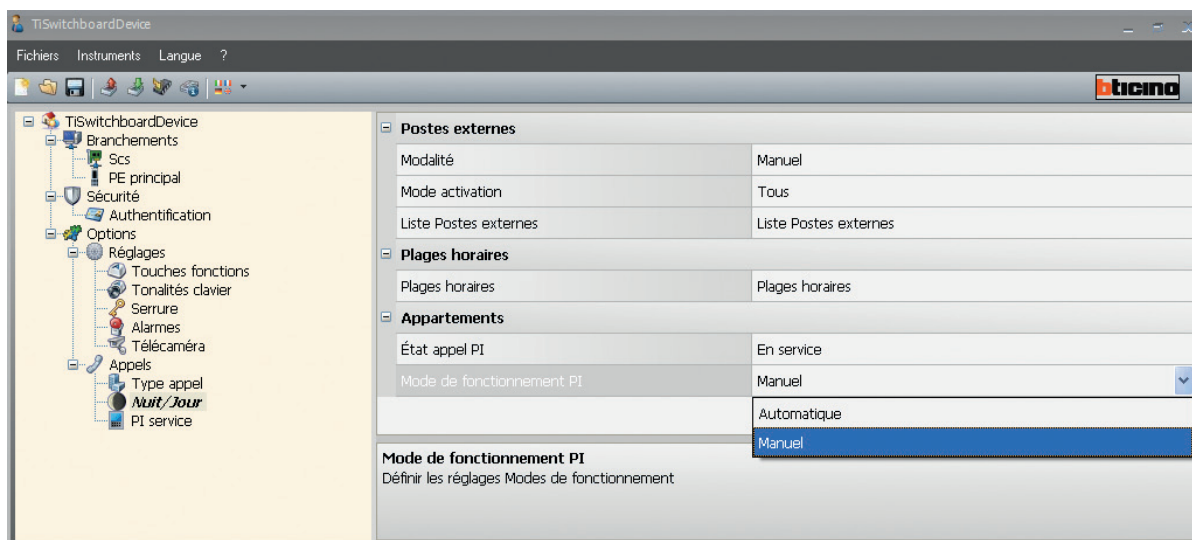 TiSwitchboardDevice
Fichiers Instruments Langue ?
bticino
TiSwitchboardDevice
Branchements
Scs
PE principal
Sécurité
Authentification
Options
Réglages
Touches fonctions
Tonalités clavier
Serrure
Alarmes
Télécaméra
Appels
Type appel
Nuit/Jour
PI service
Postes externes
Modalité Manuel
Mode activation Tous
Liste Postes externes Liste Postes externes
Plages horaires
Plages horaires Plages horaires
Appartements
État appel PI En service
Mode de fonctionnement PI Manuel
Automatique
Manuel
Mode de fonctionnement PI
Définir les réglages Modes de fonctionnement